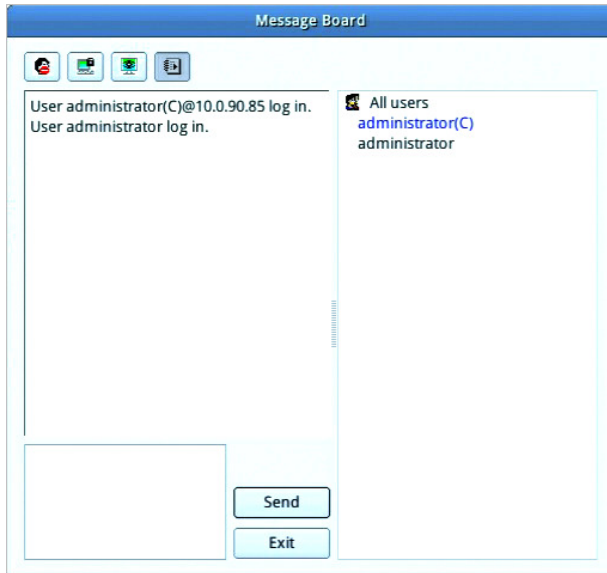 Message Board
User administrator(C)@10.0.90.85 log in.
User administrator log in.
All users
administrator(C)
administrator
Send
Exit